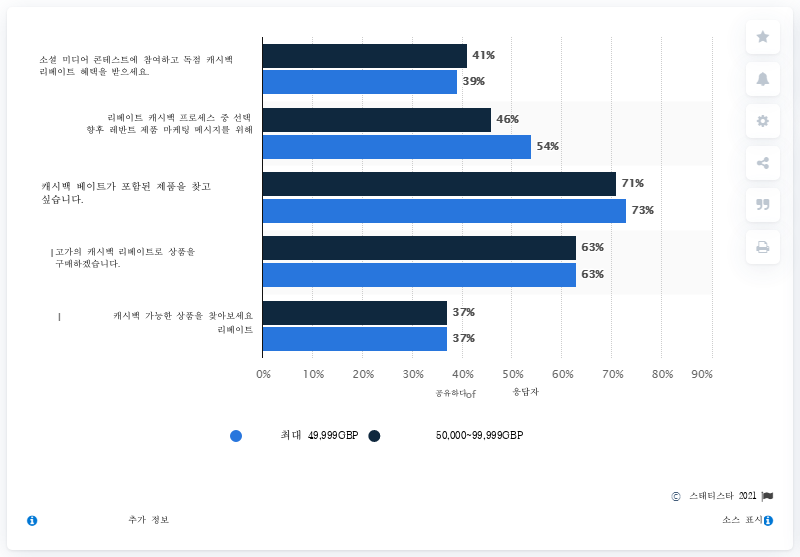 소셜 미디어 콘테스트에 참여하고 독점 캐시백
리베이트 혜택을 받으세요.
41%
39%
리베이트 캐시백 프로세스 중 선택
향후 레반트 제품 마케팅 메시지를 위해
46%
54%
캐시백 베이트가 포함된 제품을 찾고
싶습니다.
71%
73%
고가의 캐시백 리베이트로 상품을
구매하겠습니다.
63%
63%
캐시백 가능한 상품을 찾아보세요
리베이트
37%
37%
0% 10% 20% 30% 40% 50% 60% 70% 80% 90%
공유하다of 응답자
최대 49,999GBP 50,000~99,999GBP
© 스태티스타 2021
추가 정보 소스 표시